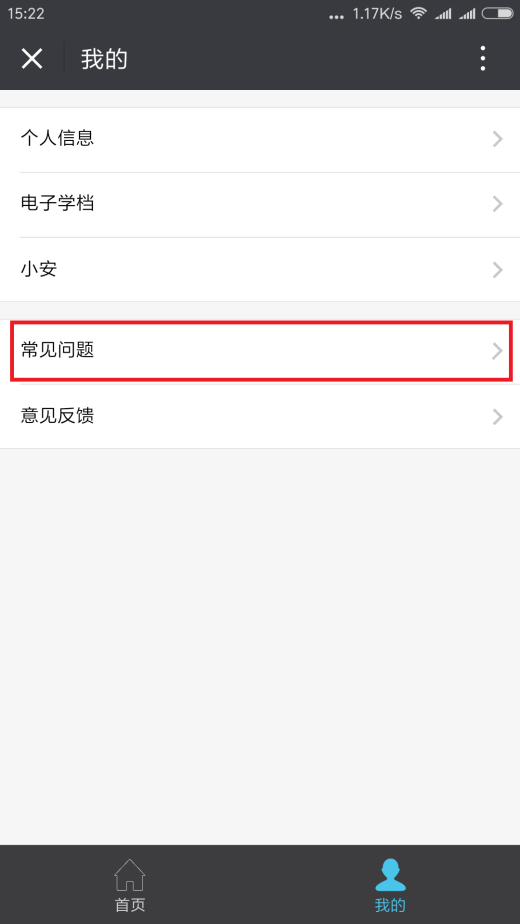 15:22
... 1.17K/s
我的
个人信息
电子学档
小安
常见问题
意见反馈
首页
我的